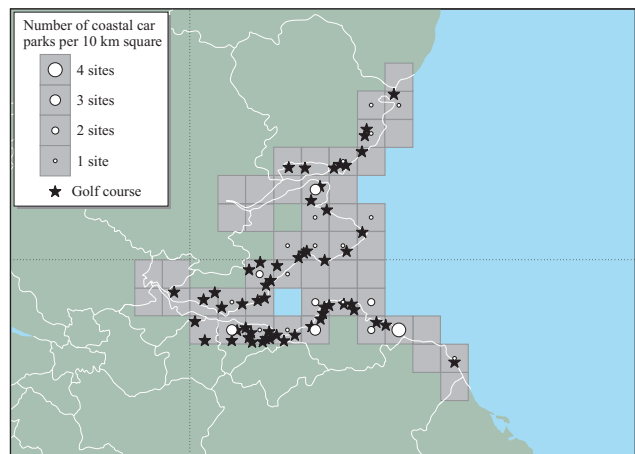 Number of coastal car
parks per 10 km square
4 sites
3 sites
2 sites
1 site
Golf course